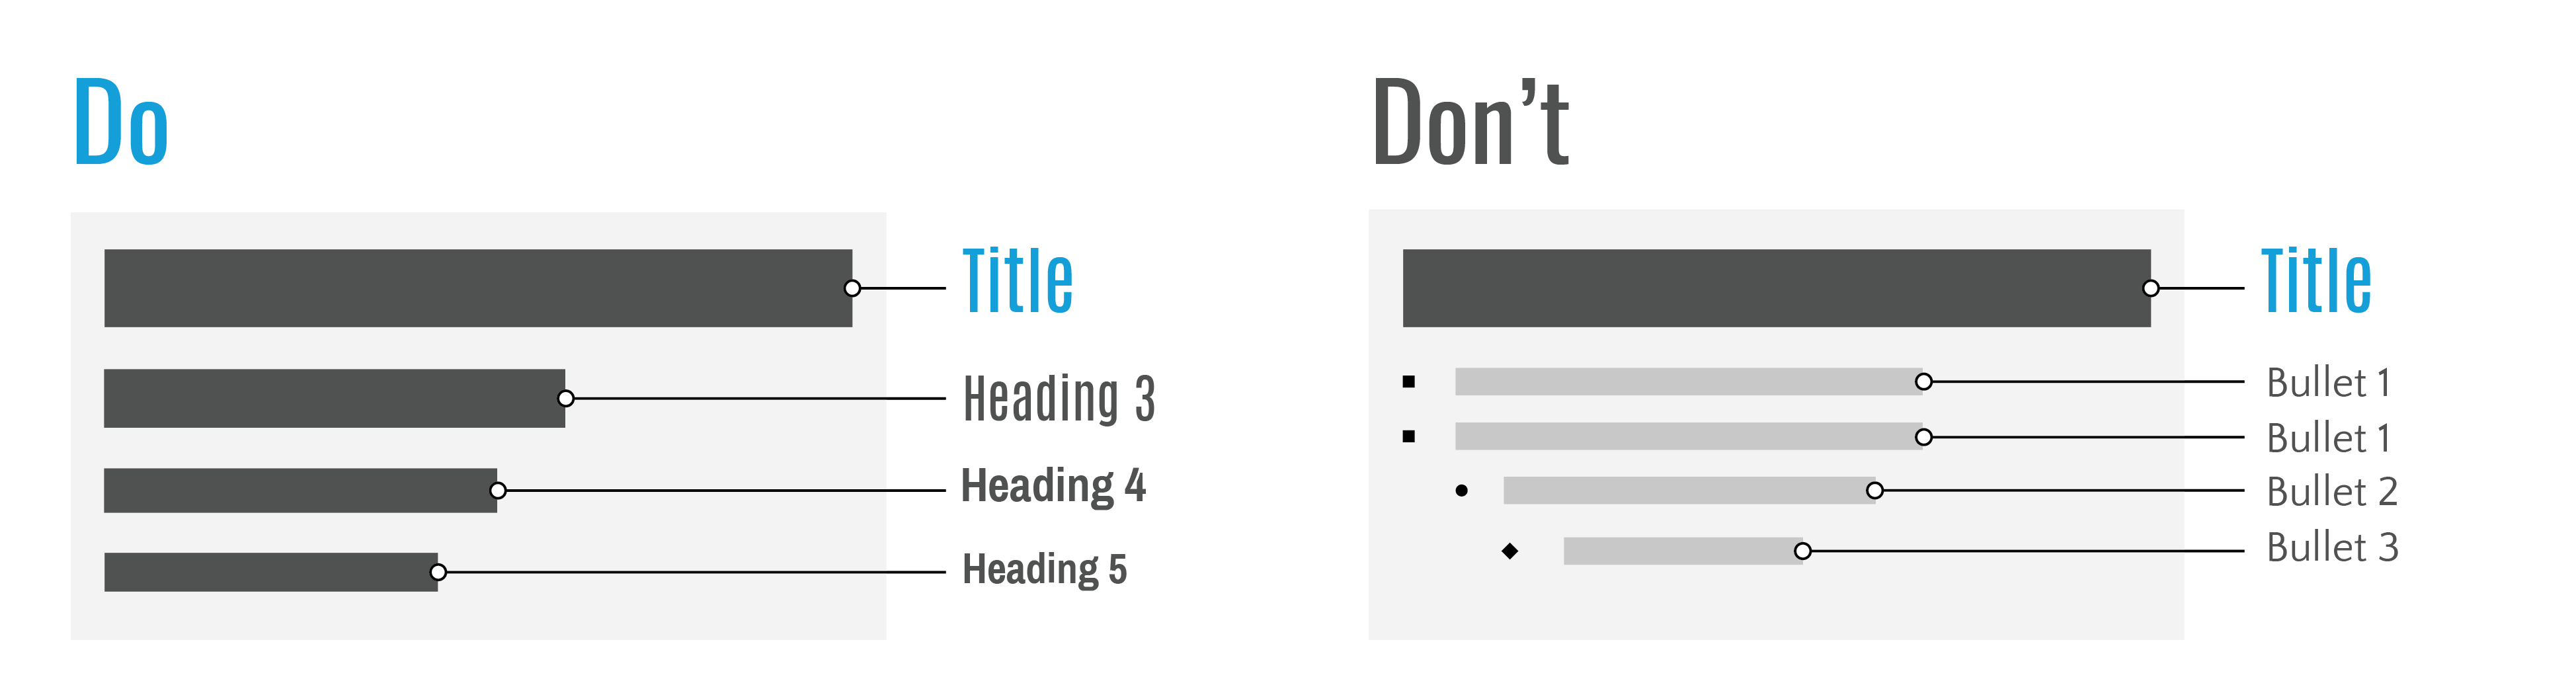 Do
Title
Heading 3
Heading 4
Heading 5
Don’t
Title
Bullet 1
Bullet 1
Bullet 2
Bullet 3